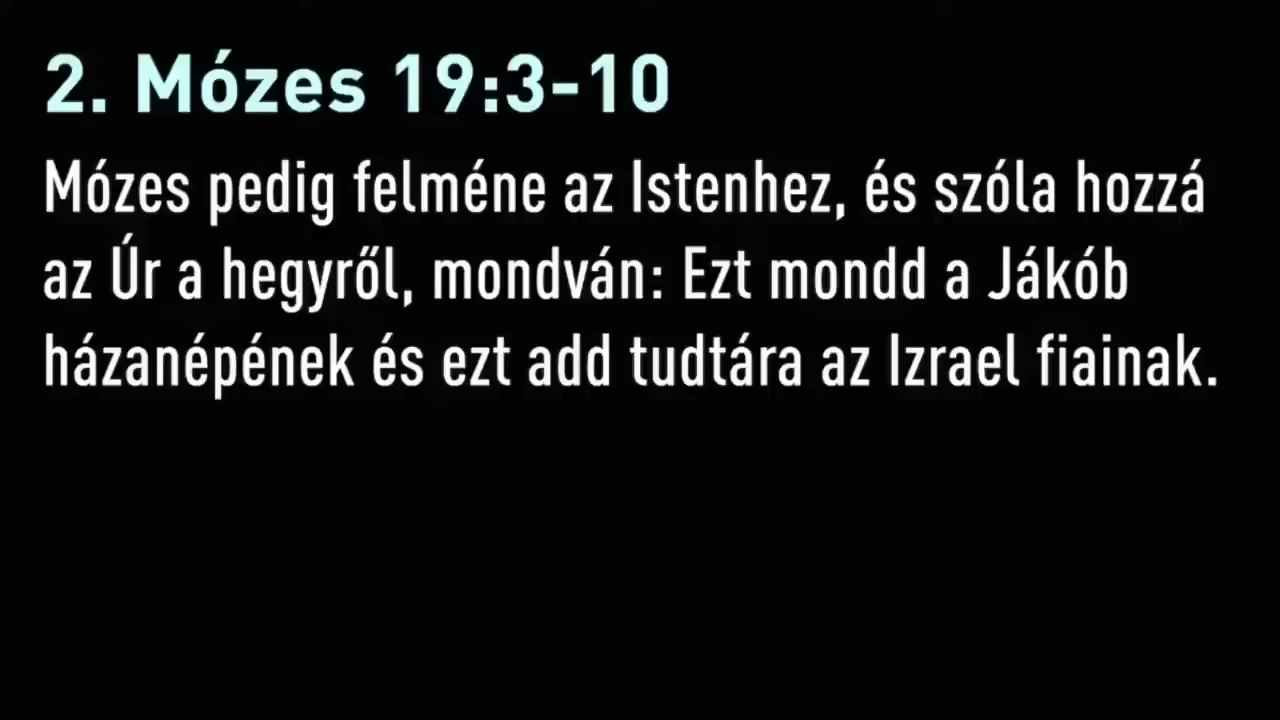 2. Mózes 19:3-10
Mózes pedig felméne az Istenhez, és szóla hozzá
az Úr a hegyről, mondván: Ezt mondd a Jákób
házanépének és ezt add tudtára az Izrael fiainak.